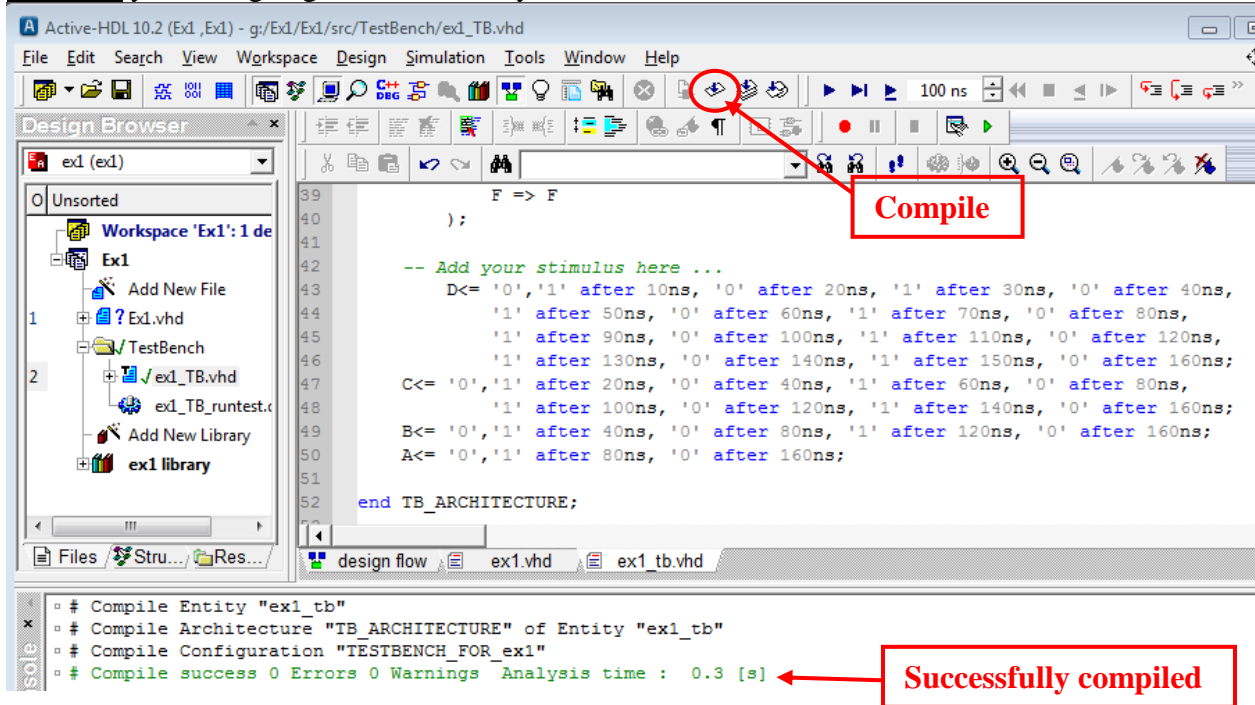 Active-HDL 10.2 (Ex1 ,Ex1) - g:/Ex1/Ex1/src/TestBench/ex1_TB.vhd
File Edit Search View Workspace Design Simulation Tools Window Help
100 ns
Design Browser
ex1 (ex1)
O Unsorted
Workspace 'Ex1': 1 de
Ex1
Add New File
1 ? Ex1.vhd
TestBench
2 ex1_TB.vhd
ex1_TB_runtest.
Add New Library
ex1 library
Files Stru... Res...
Compile
39 F => F
40 );
41
42 -- Add your stimulus here ...
43 D<= '0','1' after 10ns, '0' after 20ns, '1' after 30ns, '0' after 40ns,
44 '1' after 50ns, '0' after 60ns, '1' after 70ns, '0' after 80ns,
45 '1' after 90ns, '0' after 100ns, '1' after 110ns, '0' after 120ns,
46 '1' after 130ns, '0' after 140ns, '1' after 150ns, '0' after 160ns;
47 C<= '0','1' after 20ns, '0' after 40ns, '1' after 60ns, '0' after 80ns,
48 '1' after 100ns, '0' after 120ns, '1' after 140ns, '0' after 160ns;
49 B<= '0','1' after 40ns, '0' after 80ns, '1' after 120ns, '0' after 160ns;
50 A<= '0','1' after 80ns, '0' after 160ns;
51
52 end TB_ARCHITECTURE;
design flow ex1.vhd ex1_tb.vhd
# Compile Entity "ex1_tb"
# Compile Architecture "TB_ARCHITECTURE" of Entity "ex1_tb"
# Compile Configuration "TESTBENCH_FOR_ex1"
# Compile success 0 Errors 0 Warnings Analysis time : 0.3 [s]
Successfully compiled